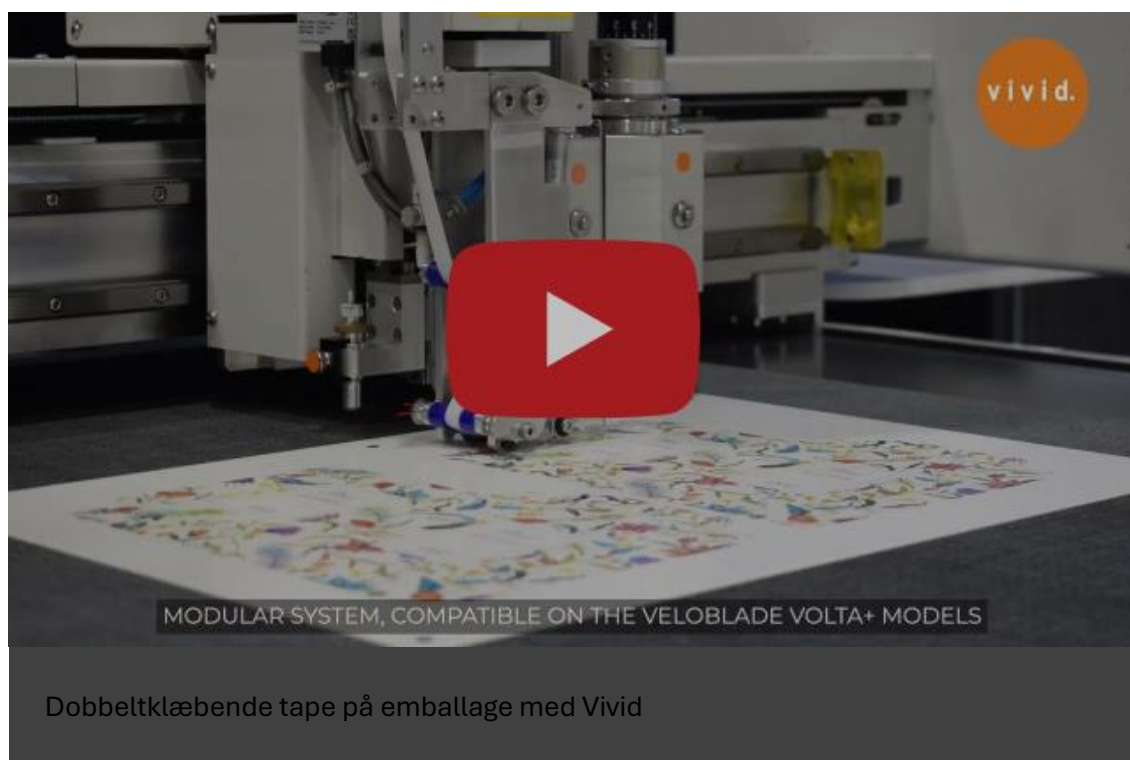 vivid.
MODULAR SYSTEM, COMPATIBLE ON THE VELOBLADE VOLTA+ MODELS
Dobbeltklæbende tape på emballage med Vivid